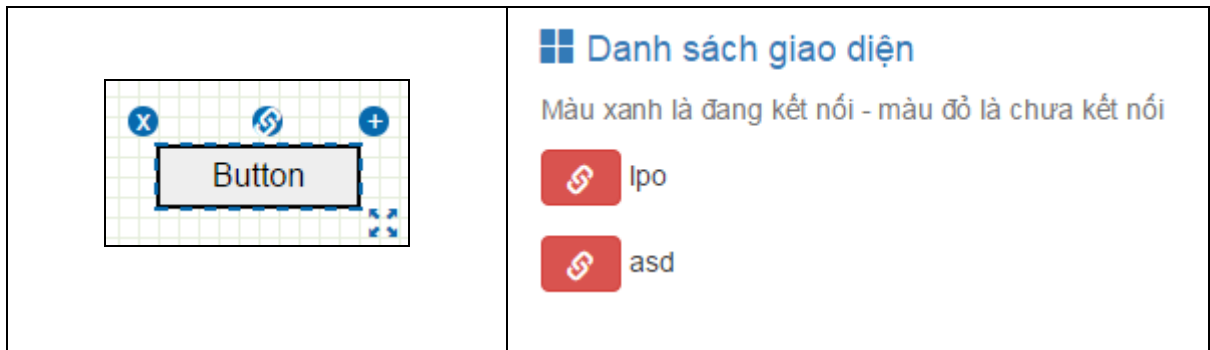 X
+
Button
Danh sách giao diện
Màu xanh là đang kết nối - màu đỏ là chưa kết nối
lpo
asd